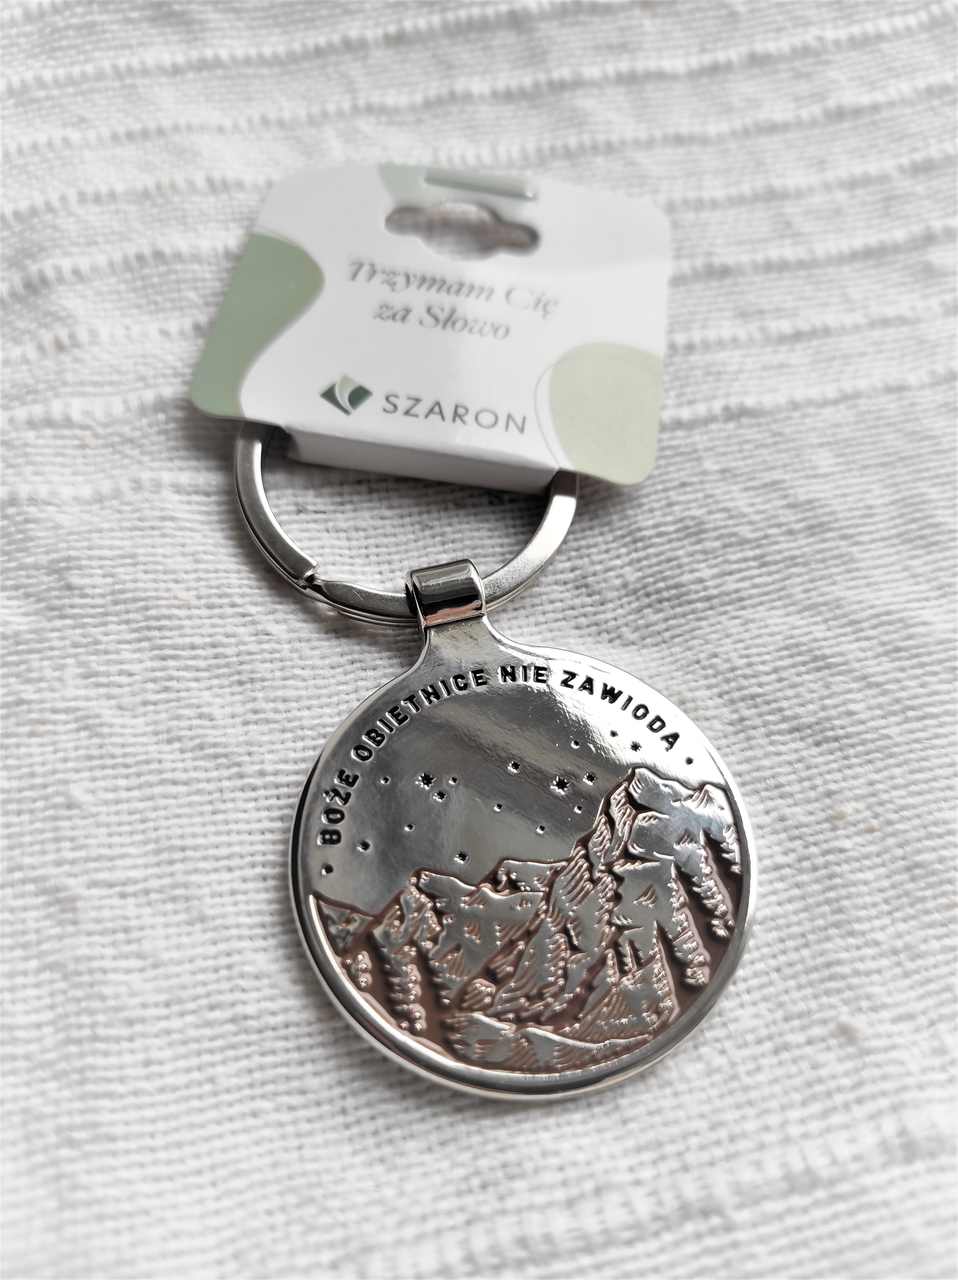 Trzymam Cię
za Słowo
SZARON
• BOŻE OBIETNICE NIE ZAWIODĄ •